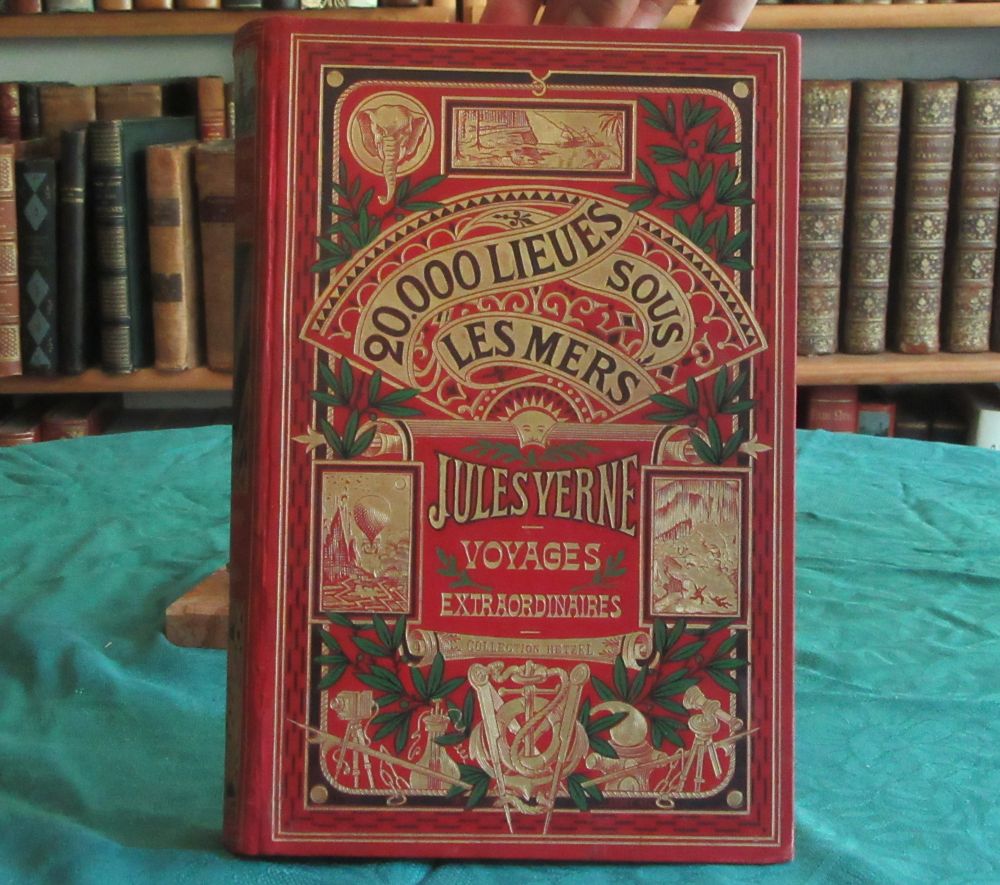 20.000 LIEUES
SOUS
LES MERS
JULES VERNE
VOYAGES
EXTRAORDINAIRES
COLLECTION HETZEL